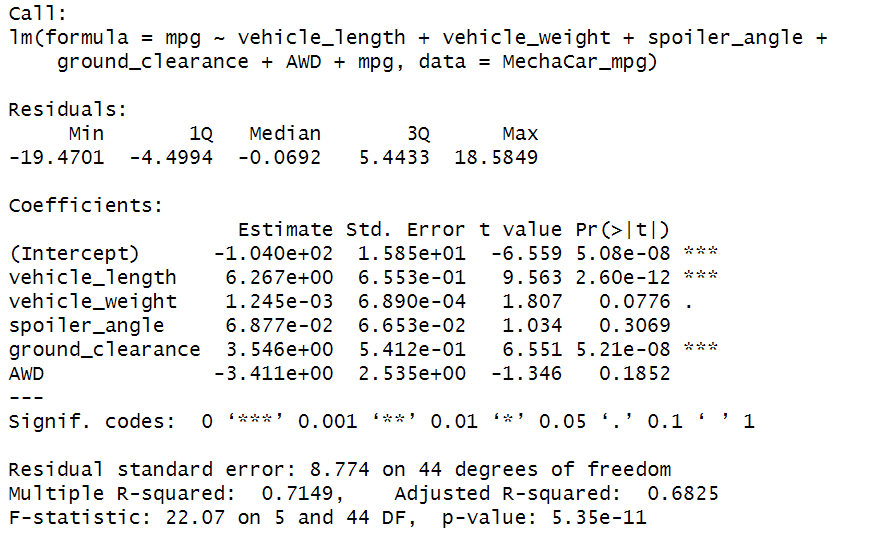 Call:
lm(formula = mpg ~ vehicle_length + vehicle_weight + spoiler_angle +
    ground_clearance + AWD + mpg, data = MechaCar_mpg)

Residuals:
     Min       1Q   Median       3Q      Max
-19.4701  -4.4994  -0.0692   5.4433  18.5849

Coefficients:
                   Estimate Std. Error t value Pr(>|t|)
(Intercept)      -1.040e+02  1.585e+01  -6.559 5.08e-08 ***
vehicle_length    6.267e+00  6.553e-01   9.563 2.60e-12 ***
vehicle_weight    1.245e-03  6.890e-04   1.807   0.0776 .
spoiler_angle     6.877e-02  6.653e-02   1.034   0.3069
ground_clearance  3.546e+00  5.412e-01   6.551 5.21e-08 ***
AWD              -3.411e+00  2.535e+00  -1.346   0.1852
---
Signif. codes:  0 ‘***’ 0.001 ‘**’ 0.01 ‘*’ 0.05 ‘.’ 0.1 ‘ ’ 1

Residual standard error: 8.774 on 44 degrees of freedom
Multiple R-squared:  0.7149,	Adjusted R-squared:  0.6825
F-statistic: 22.07 on 5 and 44 DF,  p-value: 5.35e-11